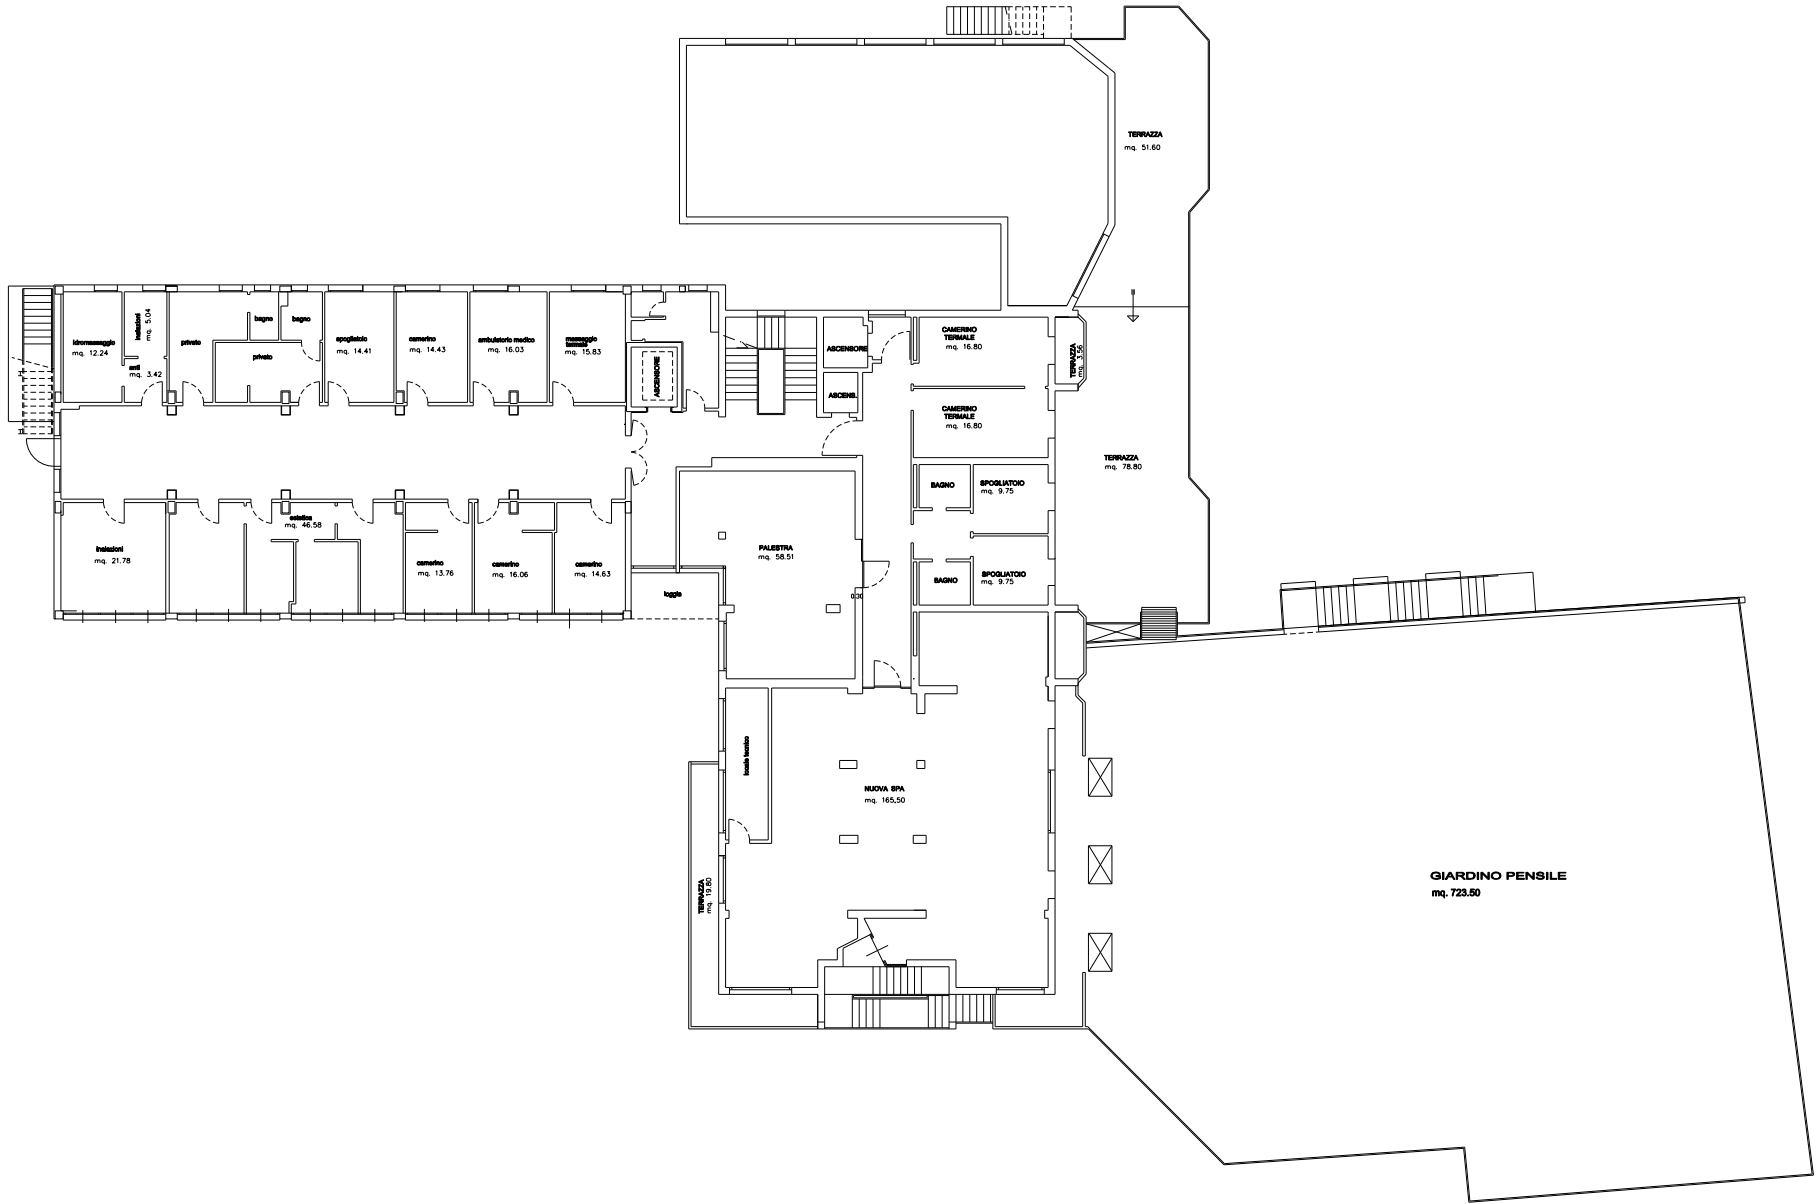 TERRAZZA
mq. 51.60
idromassaggio
mq. 12.24
inalazioni
mq. 5.04
anti
mq. 3.42
privato
bagno
bagno
privato
spogliatoio
mq. 14.41
camerino
mq. 14.43
ambulatorio medico
mq. 16.03
massaggio
termale
mq. 15.83
ASCENSORE
ASCENSORE
ASCENS.
CAMERINO
TERMALE
mq. 16.80
TERRAZZA
mq. 3.56
CAMERINO
TERMALE
mq. 16.80
TERRAZZA
mq. 78.80
BAGNO
SPOGLIATOIO
mq. 9.75
inalazioni
mq. 21.78
estetica
mq. 46.58
camerino
mq. 13.76
camerino
mq. 16.06
camerino
mq. 14.63
loggia
PALESTRA
mq. 58.51
0.30
BAGNO
SPOGLIATOIO
mq. 9.75
locale tecnico
NUOVA SPA
mq. 165,50
TERRAZZA
mq. 19.80
GIARDINO PENSILE
mq. 723.50